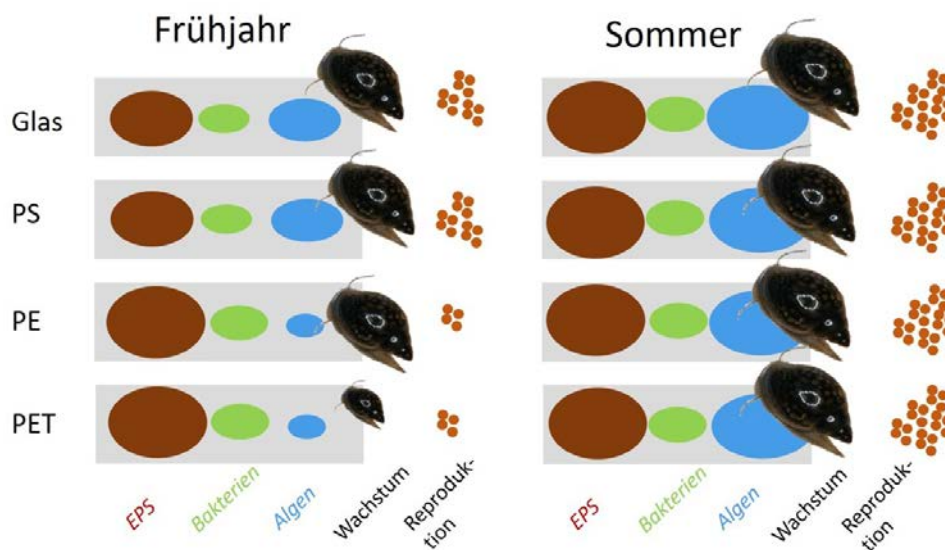 Frühjahr
Sommer
Glas
PS
PE
PET
EPS
Bakterien
Algen
Wachstum
Reproduk-
tion
EPS
Bakterien
Algen
Wachstum
Reproduk-
tion